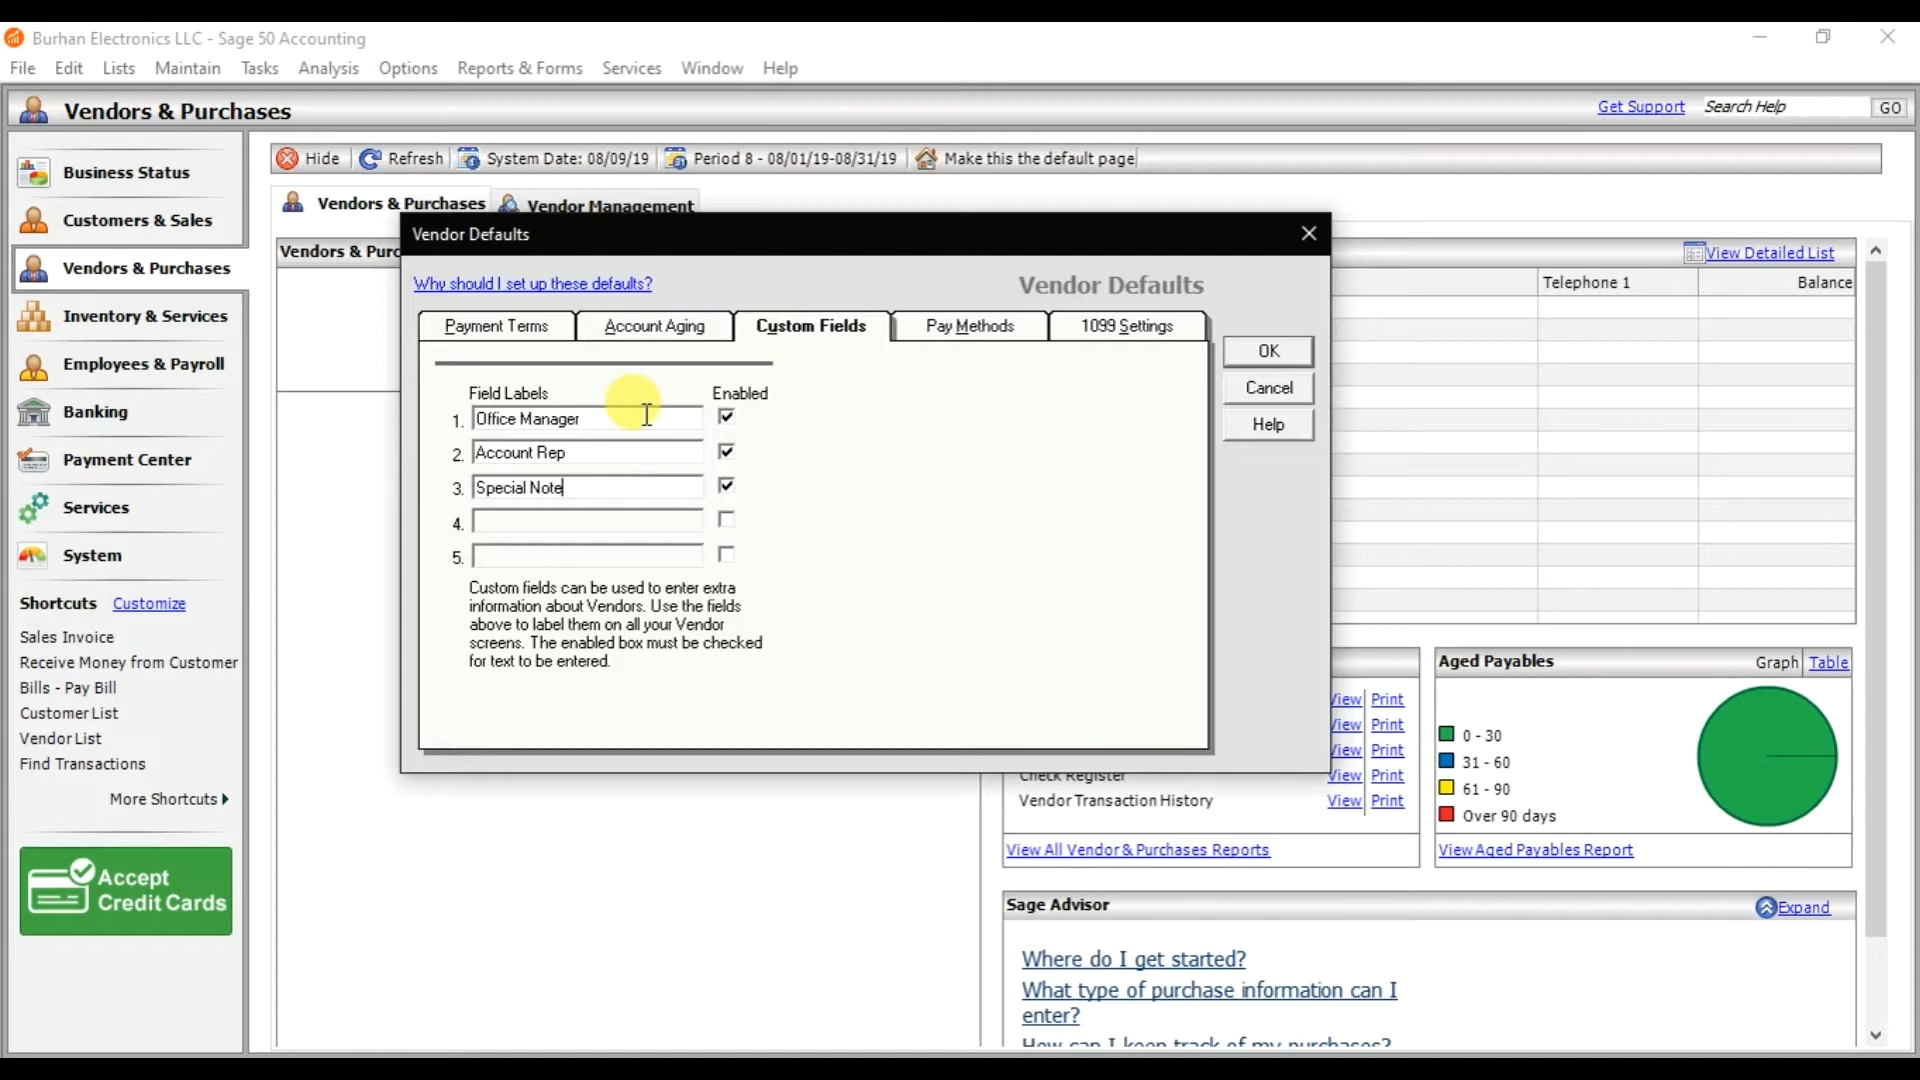 Burhan Electronics LLC - Sage 50 Accounting
File Edit Lists Maintain Tasks Analysis Options Reports & Forms Services Window Help
Vendors & Purchases
Get Support Search Help GO
Hide Refresh System Date: 08/09/19 Period 8 - 08/01/19-08/31/19 Make this the default page
Business Status
Customers & Sales
Vendors & Purchases
Inventory & Services
Employees & Payroll
Banking
Payment Center
Services
System
Shortcuts Customize
Sales Invoice
Receive Money from Customer
Bills - Pay Bill
Customer List
Vendor List
Find Transactions
More Shortcuts
Accept
Credit Cards
Vendors & Purchases Vendor Management
Vendors & Purc
View Detailed List
Telephone 1 Balance
Vendor Defaults
Why should I set up these defaults?
Vendor Defaults
Payment Terms Account Aging Custom Fields Pay Methods 1099 Settings
OK
Cancel
Help
Field Labels Enabled
1. Office Manager
2. Account Rep
3. Special Note
4.
5.
Custom fields can be used to enter extra
information about Vendors. Use the fields
above to label them on all your Vendor
screens. The enabled box must be checked
for text to be entered.
View Print
View Print
View Print
Check Register View Print
Vendor Transaction History View Print
View All Vendor & Purchases Reports
Aged Payables Graph Table
0 - 30
31 - 60
61 - 90
Over 90 days
View Aged Payables Report
Sage Advisor Expand
Where do I get started?
What type of purchase information can I
enter?
How can I keep track of my purchases?